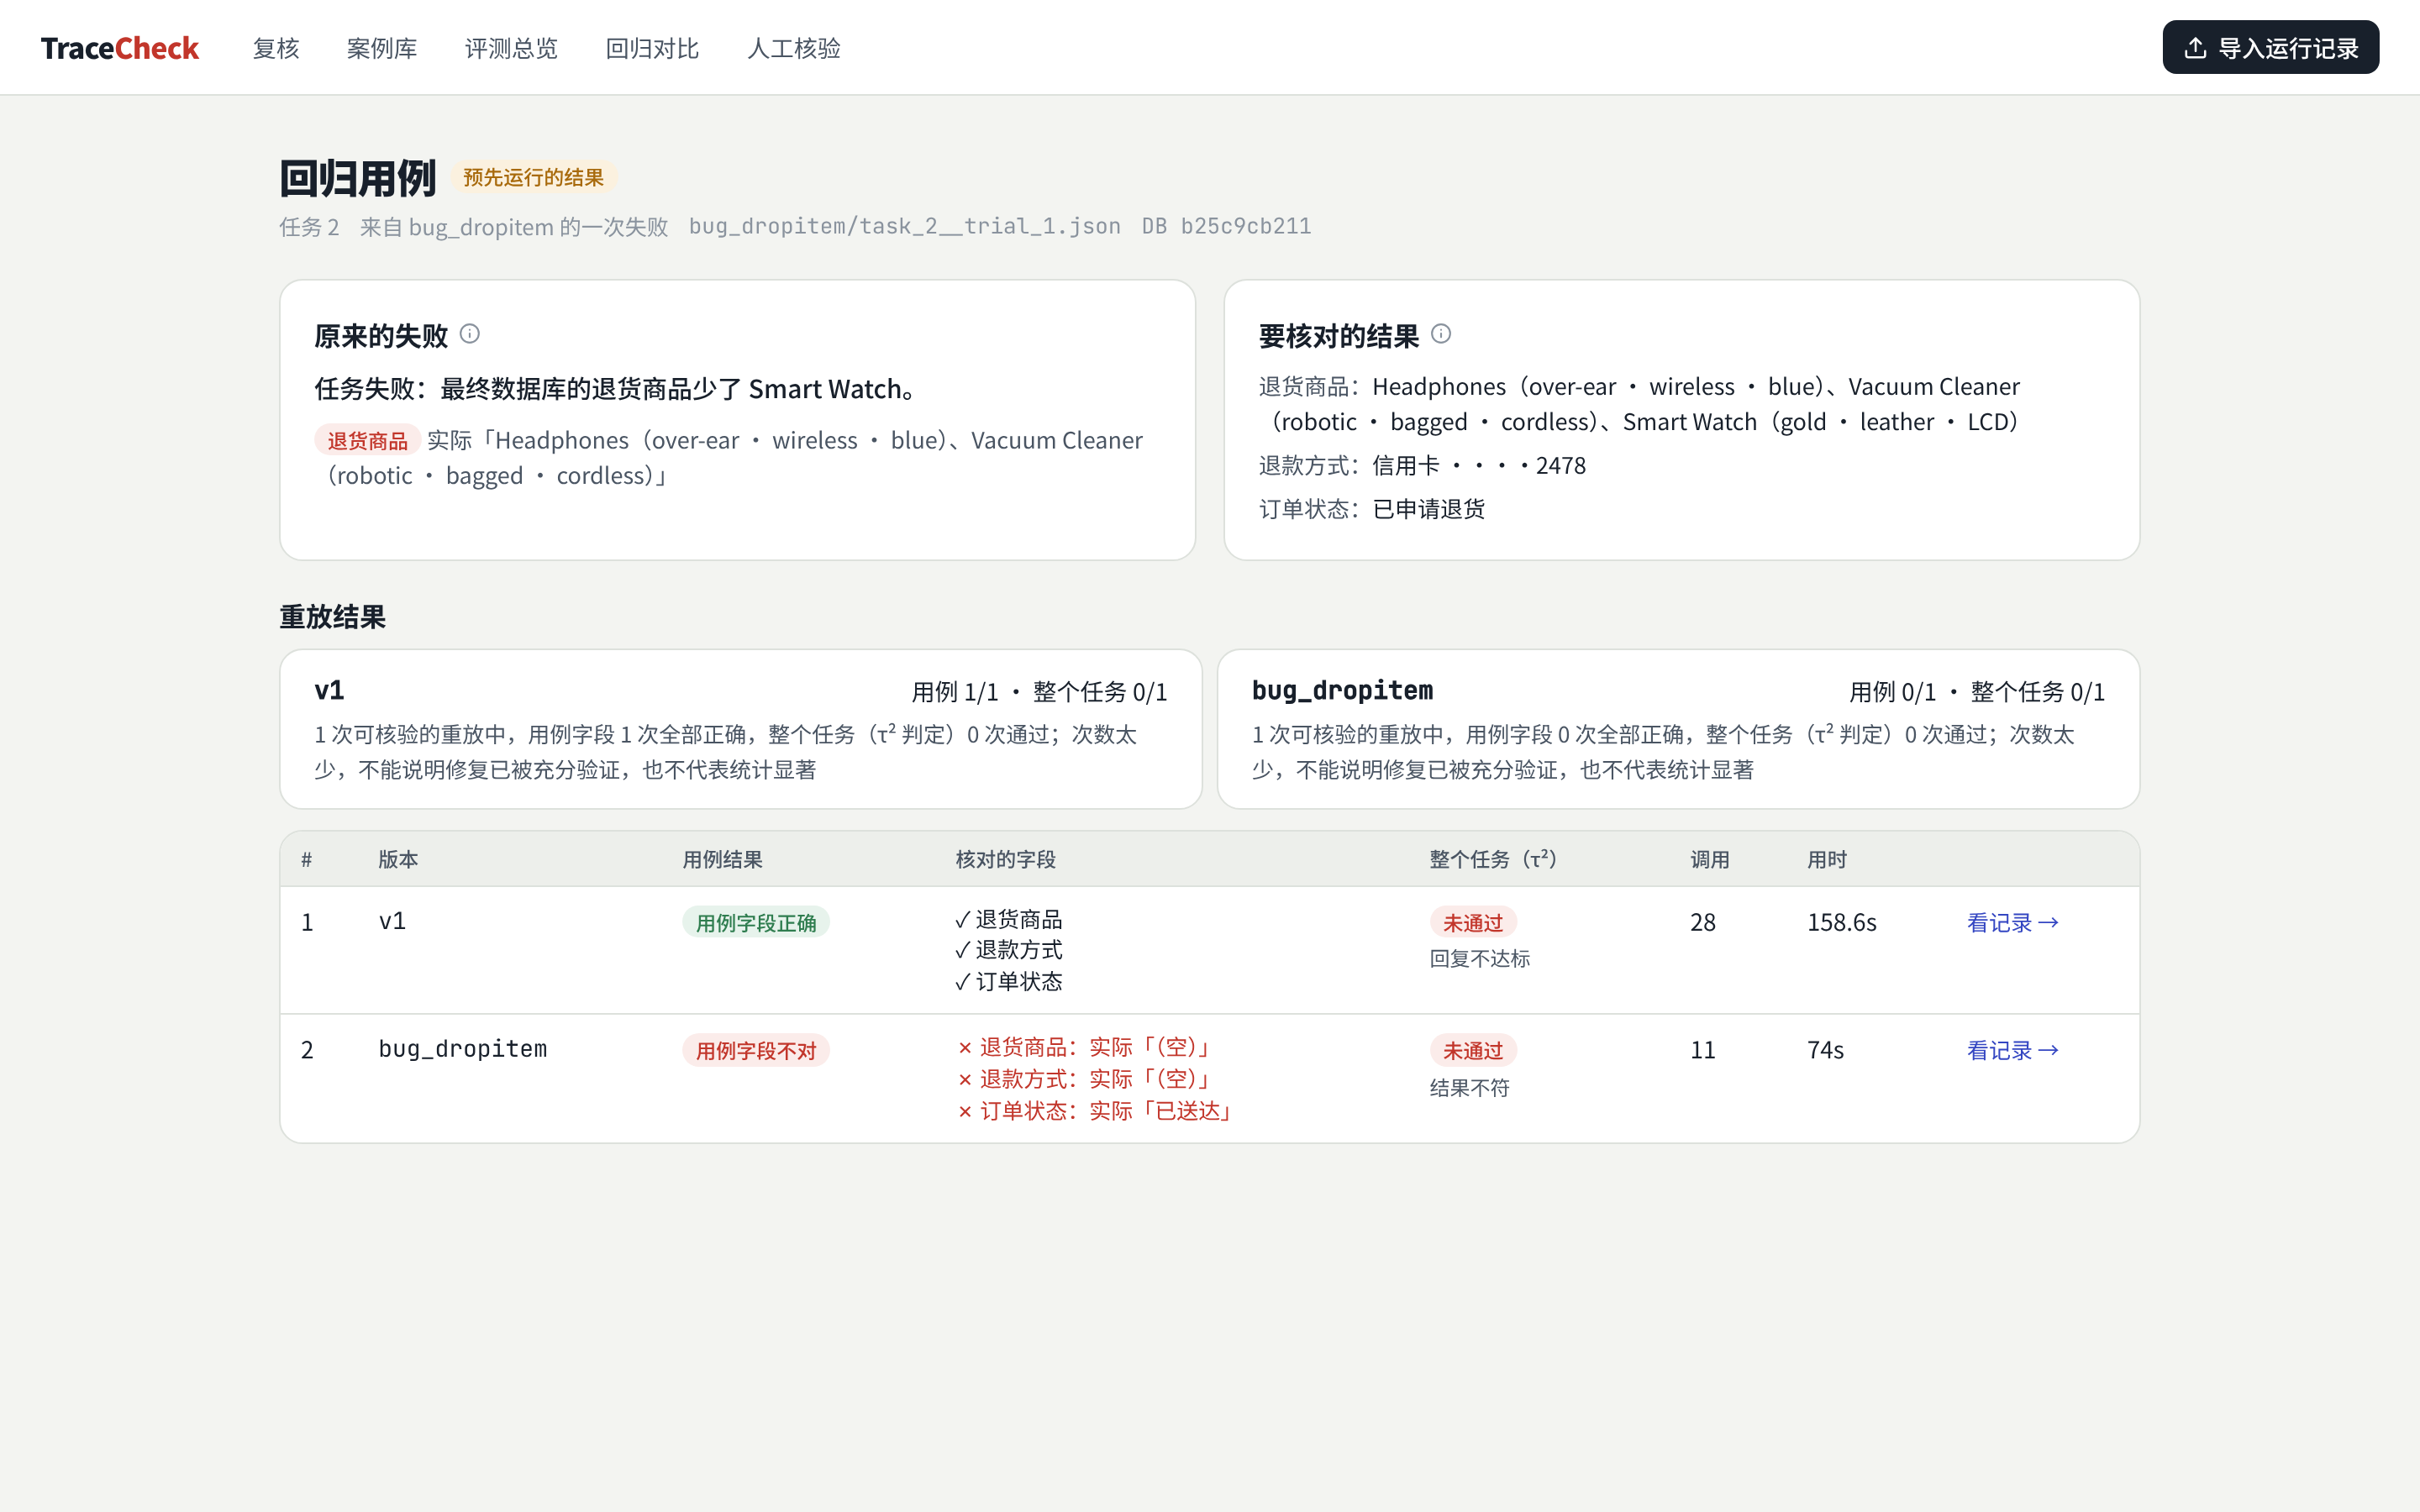 TraceCheck 复核 案例库 评测总览 回归对比 人工核验 导入运行记录
回归用例 预先运行的结果
任务 2 来自 bug_dropitem 的一次失败 bug_dropitem/task_2__trial_1.json DB b25c9cb211
原来的失败
任务失败：最终数据库的退货商品少了 Smart Watch。
退货商品 实际「Headphones（over-ear · wireless · blue）、Vacuum Cleaner
（robotic · bagged · cordless）」
要核对的结果
退货商品：Headphones（over-ear · wireless · blue）、Vacuum Cleaner
（robotic · bagged · cordless）、Smart Watch（gold · leather · LCD）
退款方式：信用卡 ····2478
订单状态：已申请退货
重放结果
v1 用例 1/1 · 整个任务 0/1
1 次可核验的重放中，用例字段 1 次全部正确，整个任务（τ² 判定）0 次通过；次数太
少，不能说明修复已被充分验证，也不代表统计显著
bug_dropitem 用例 0/1 · 整个任务 0/1
1 次可核验的重放中，用例字段 0 次全部正确，整个任务（τ² 判定）0 次通过；次数太
少，不能说明修复已被充分验证，也不代表统计显著
# 版本 用例结果 核对的字段 整个任务（τ²） 调用 用时
1 v1 用例字段正确 ✓ 退货商品 未通过 28 158.6s 看记录 →
✓ 退款方式 回复不达标
✓ 订单状态
2 bug_dropitem 用例字段不对 × 退货商品：实际「（空）」 未通过 11 74s 看记录 →
× 退款方式：实际「（空）」 结果不符
× 订单状态：实际「已送达」